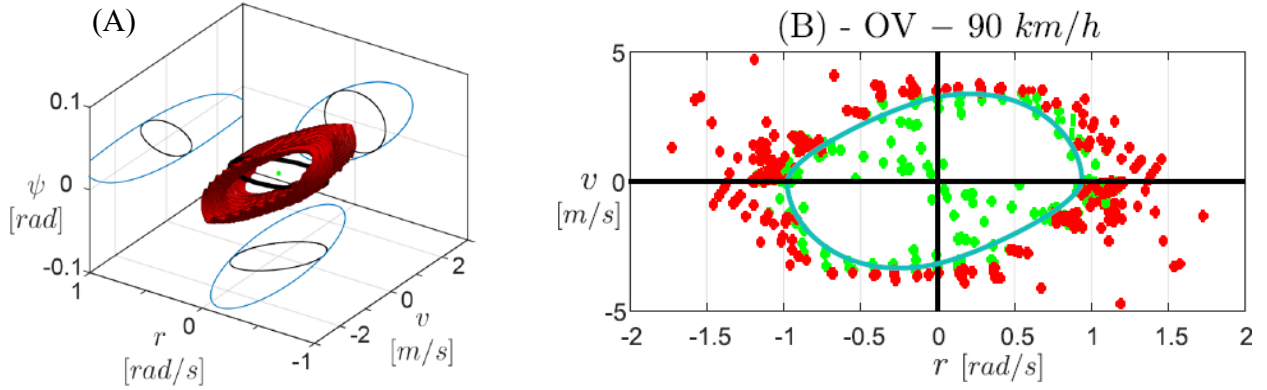 (A)
0.1
ψ
0
[rad]
-0.1
1
r
0
[rad/s]
-1
-2
0
2
v
[m/s]
(B) - OV − 90 km/h
5
v
0
[m/s]
-5
-2 -1.5 -1 -0.5 0 0.5 1 1.5 2
r [rad/s]